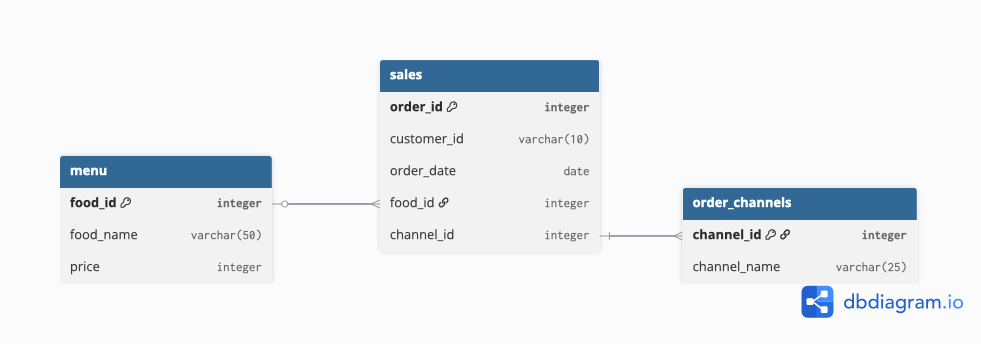 sales
order_id integer
customer_id varchar(10)
order_date date
food_id integer
channel_id integer
menu
food_id integer
food_name varchar(50)
price integer
order_channels
channel_id integer
channel_name varchar(25)
dbdiagram.io